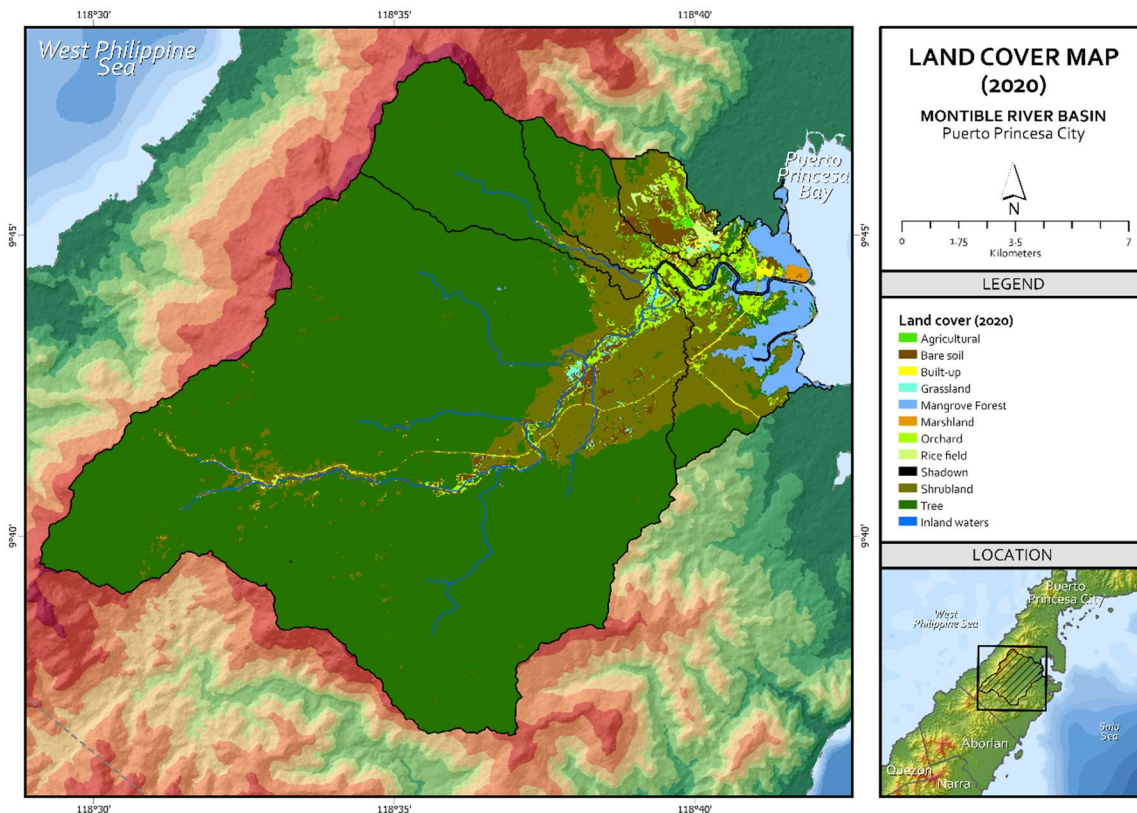 118°30' 118°35' 118°40'
West Philippine
Sea
Puerto
Princesa
Bay
9°45' 9°45'
9°40' 9°40'
118°30' 118°35' 118°40'
LAND COVER MAP
(2020)
MONTIBLE RIVER BASIN
Puerto Princesa City
N
0 1.75 3.5 7
Kilometers
LEGEND
Land cover (2020)
Agricultural
Bare soil
Built-up
Grassland
Mangrove Forest
Marshland
Orchard
Rice field
Shadown
Shrubland
Tree
Inland waters
LOCATION
Puerto
Princesa City
West
Philippine Sea
Sulu
Sea
Aborlan
Quezon
Narra